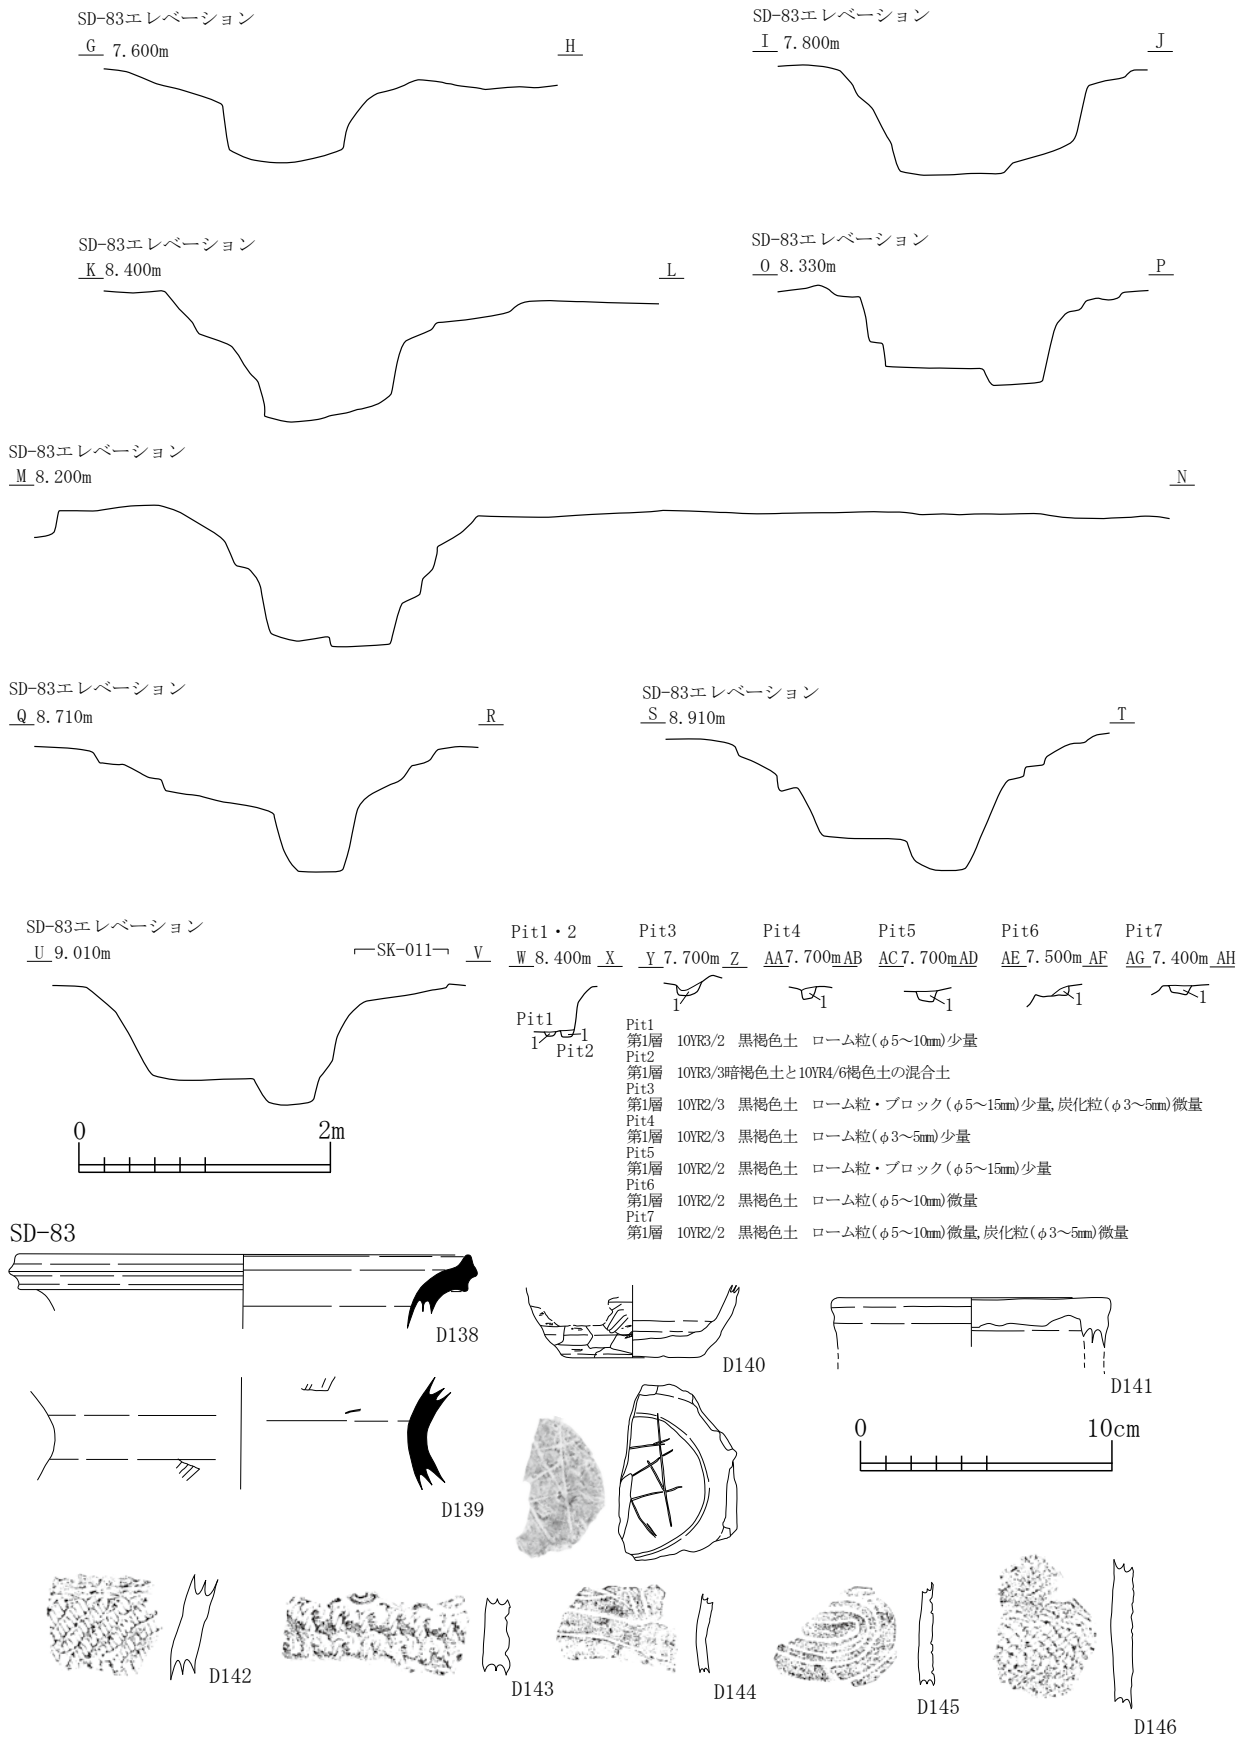 SD-83エレベーション
G 7.600m H
SD-83エレベーション
I 7.800m J
SD-83エレベーション
K 8.400m L
SD-83エレベーション
O 8.330m P
SD-83エレベーション
M 8.200m N
SD-83エレベーション
Q 8.710m R
SD-83エレベーション
S 8.910m T
SD-83エレベーション
U 9.010m SK-011 V
Pit1・2
W 8.400m X
Pit1 1
1 Pit2
Pit3
Y 7.700m Z
1
Pit4
AA 7.700m AB
1
Pit5
AC 7.700m AD
1
Pit6
AE 7.500m AF
1
Pit7
AG 7.400m AH
1
Pit1
第1層 10YR3/2 黒褐色土 ローム粒(φ5～10mm)少量
Pit2
第1層 10YR3/3暗褐色土と10YR4/6褐色土の混合土
Pit3
第1層 10YR2/3 黒褐色土 ローム粒・ブロック(φ5～15mm)少量,炭化粒(φ3～5mm)微量
Pit4
第1層 10YR2/3 黒褐色土 ローム粒(φ3～5mm)少量
Pit5
第1層 10YR2/2 黒褐色土 ローム粒・ブロック(φ5～15mm)少量
Pit6
第1層 10YR2/2 黒褐色土 ローム粒(φ5～10mm)微量
Pit7
第1層 10YR2/2 黒褐色土 ローム粒(φ5～10mm)微量,炭化粒(φ3～5mm)微量
0 2m
SD-83
D138
D140
D141
0 10cm
D139
D142
D143
D144
D145
D146